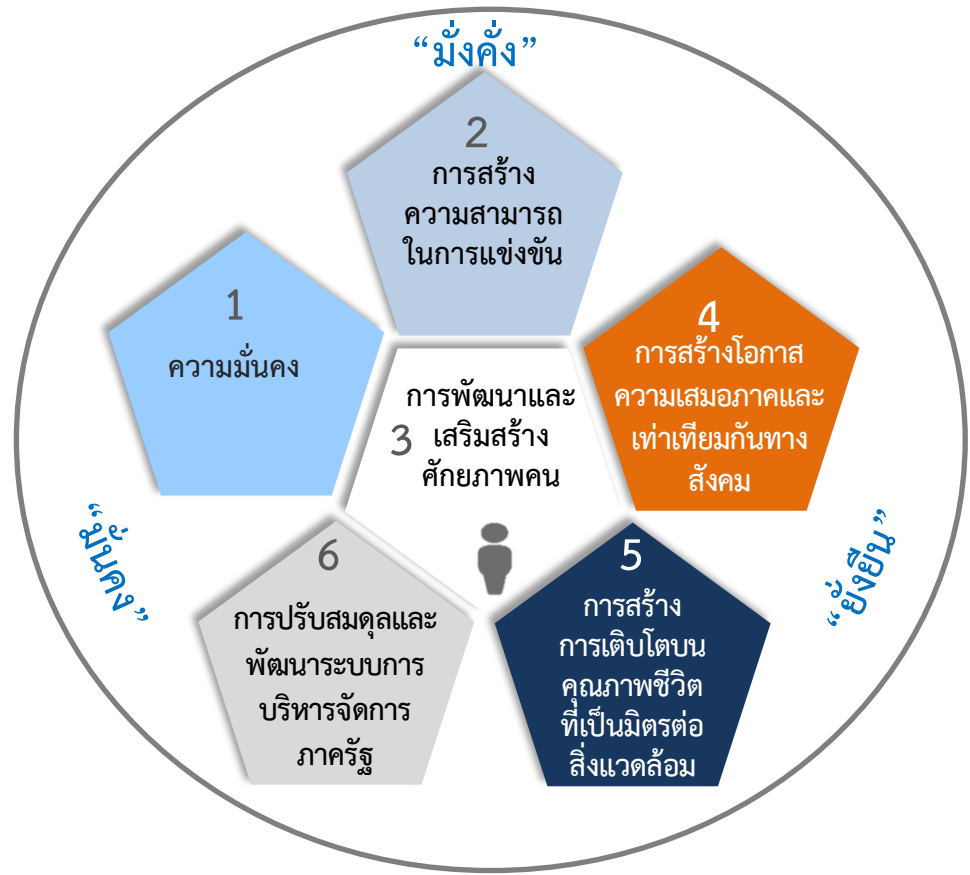 “มั่งคั่ง”
2
การสร้าง
ความสามารถ
ในการแข่งขัน
1
ความมั่นคง
4
การสร้างโอกาส
ความเสมอภาคและ
เท่าเทียมกันทาง
สังคม
การพัฒนาและ
3 เสริมสร้าง
ศักยภาพคน
“มั่นคง”
“ยั่งยืน”
6
การปรับสมดุลและ
พัฒนาระบบการ
บริหารจัดการ
ภาครัฐ
5
การสร้าง
การเติบโตบน
คุณภาพชีวิต
ที่เป็นมิตรต่อ
สิ่งแวดล้อม